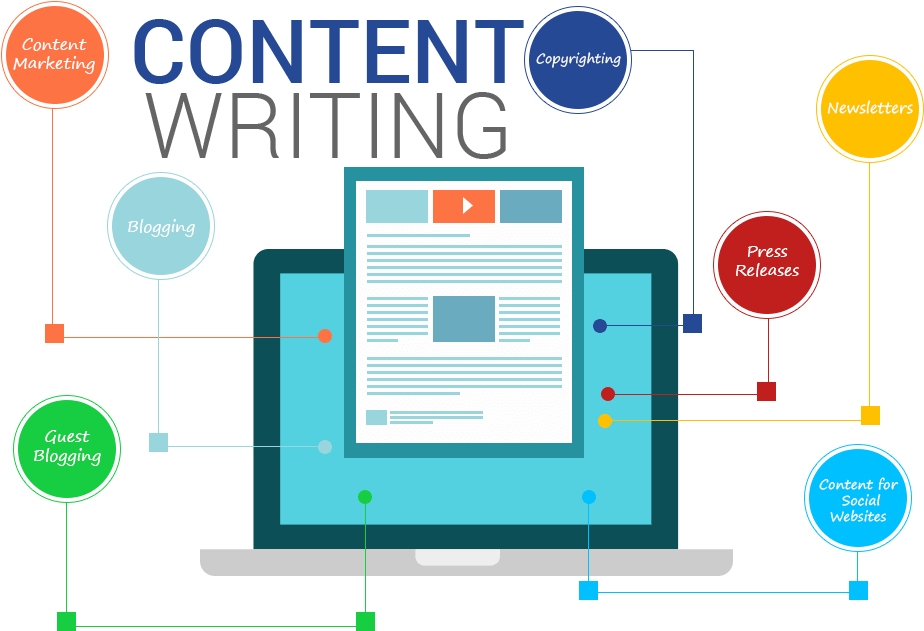 CONTENT
WRITING
Content
Marketing
Copyrighting
Newsletters
Blogging
Press
Releases
Guest
Blogging
Content for
Social
Websites